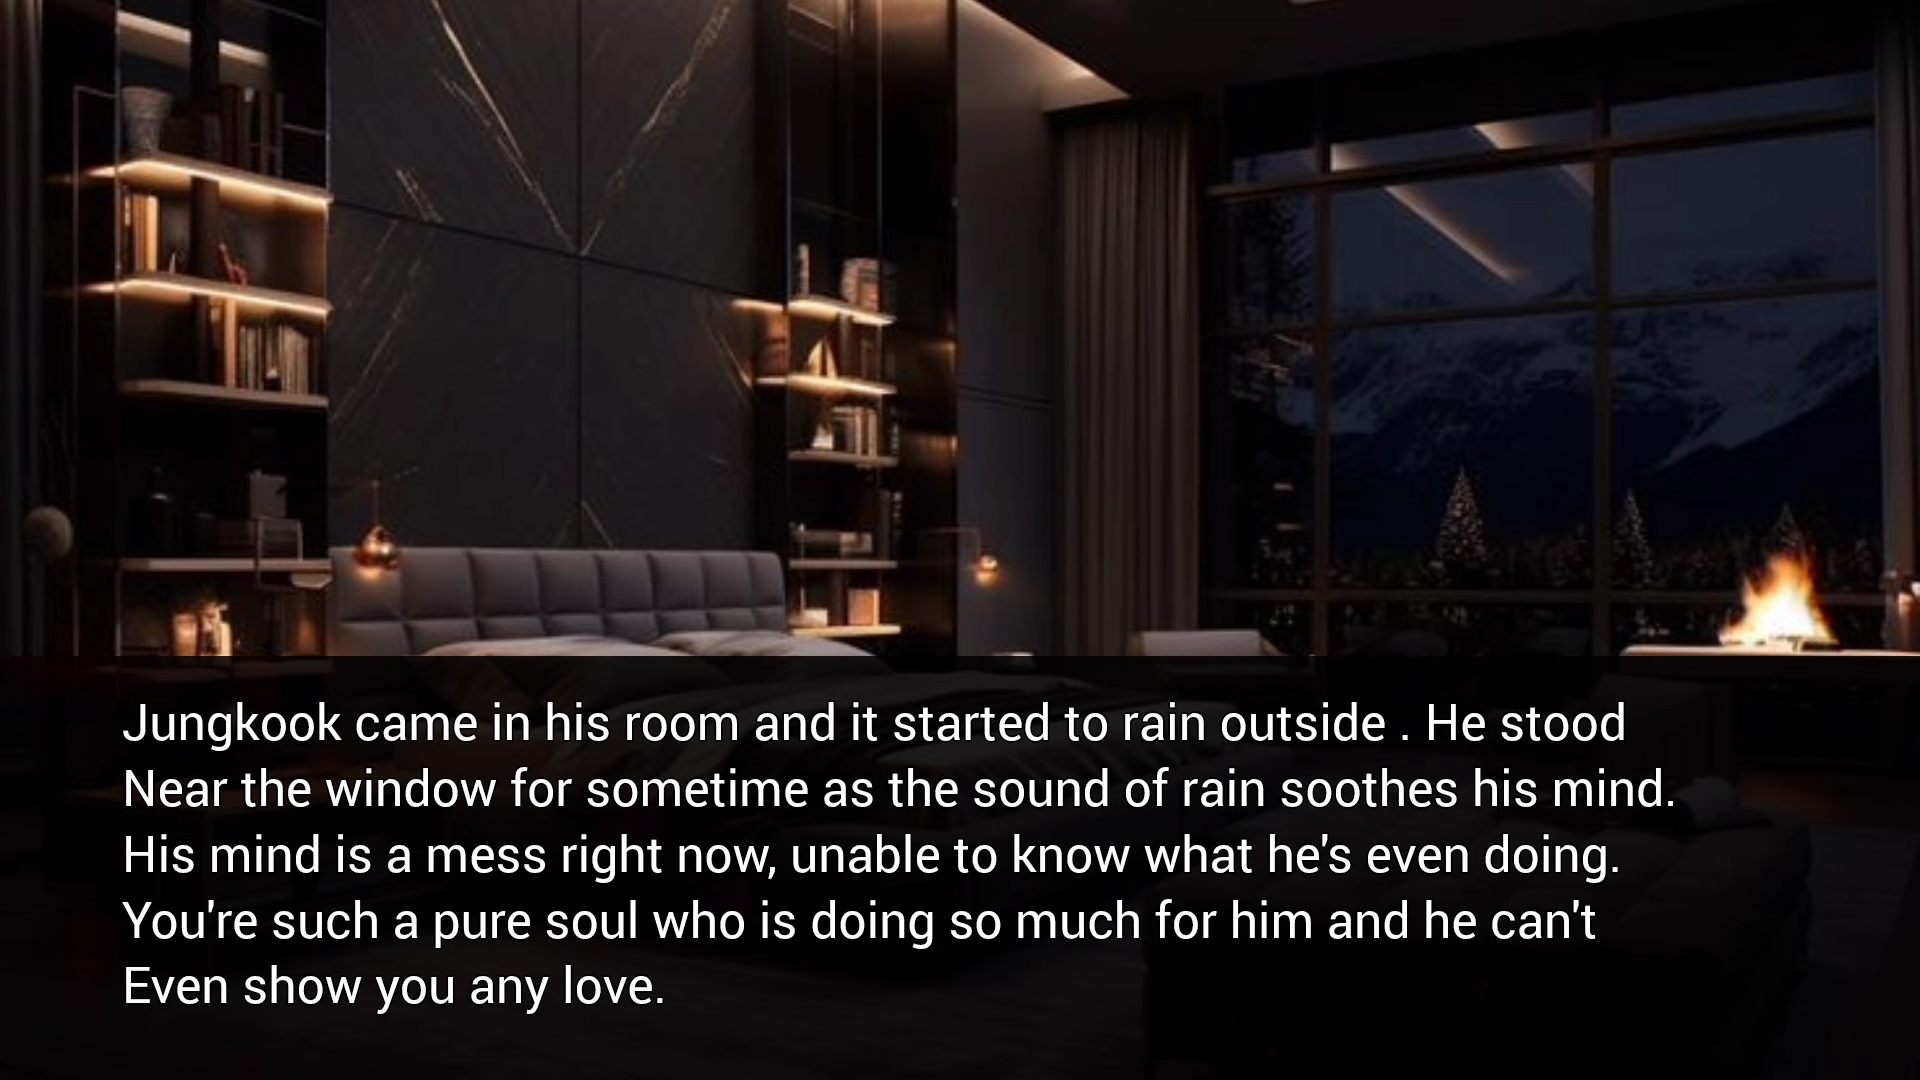 Jungkook came in his room and it started to rain outside . He stood
Near the window for sometime as the sound of rain soothes his mind.
His mind is a mess right now, unable to know what he's even doing.
You're such a pure soul who is doing so much for him and he can't
Even show you any love.